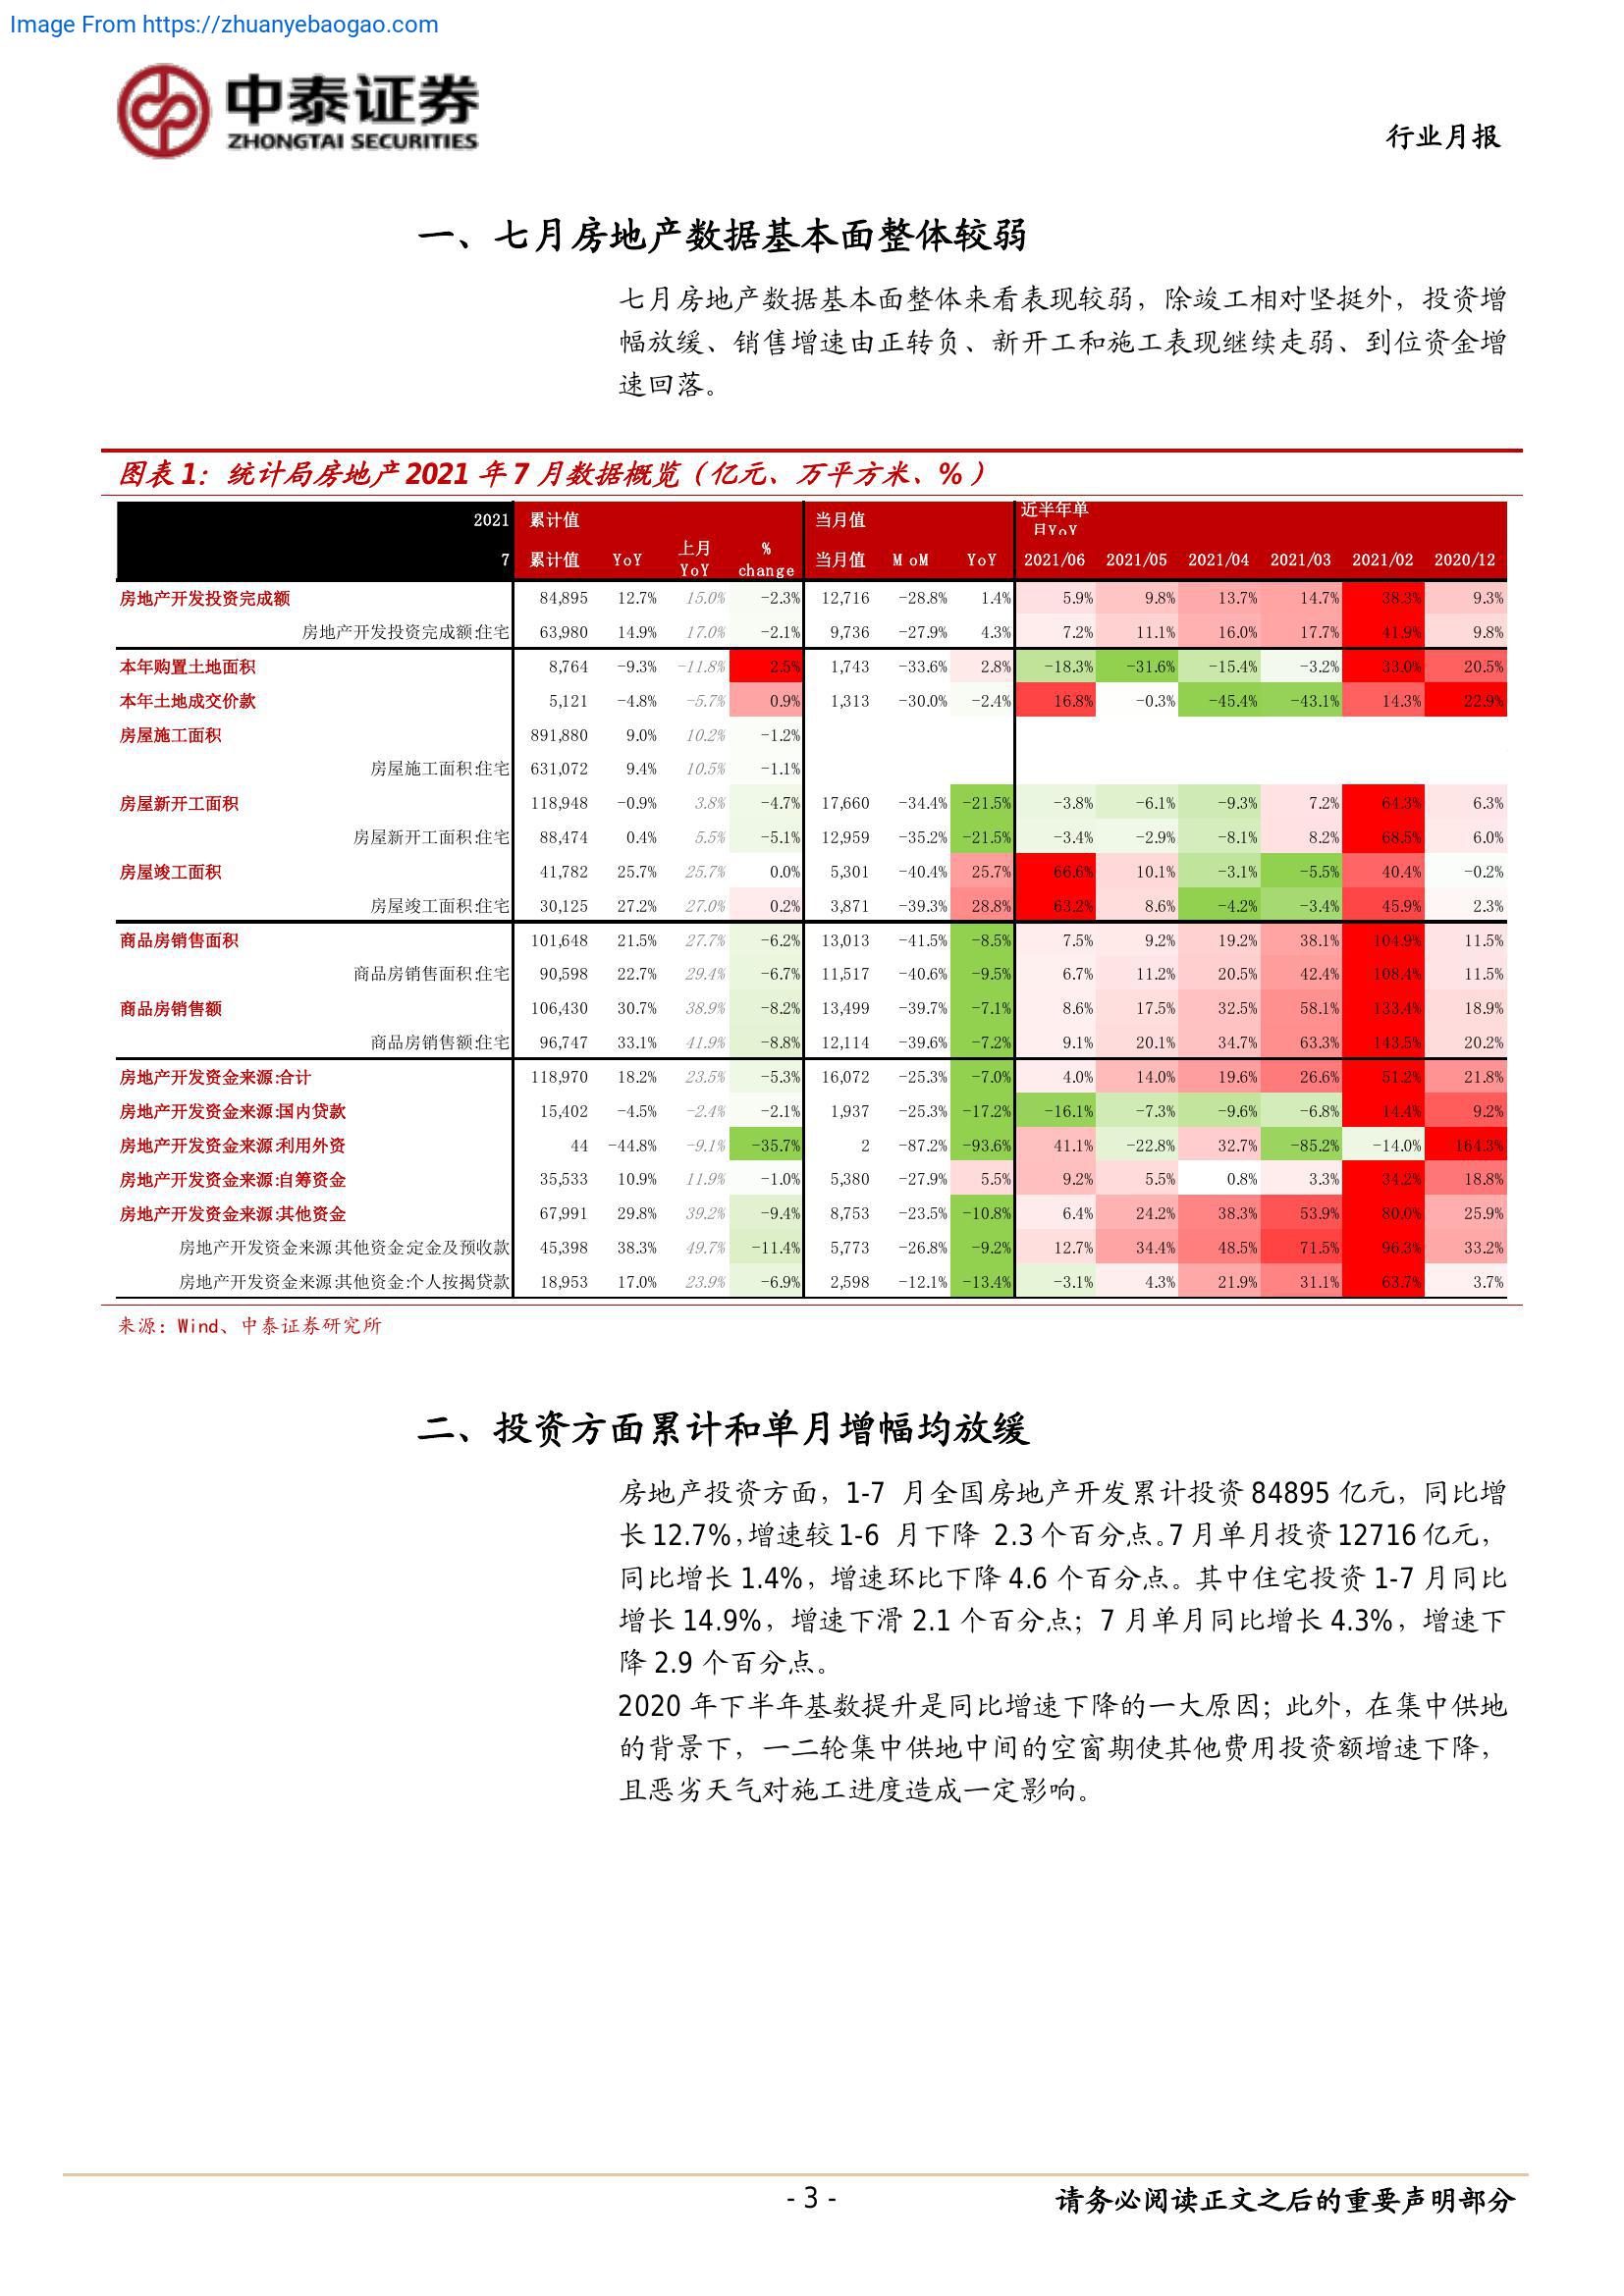 Image From https://zhuanyebaogao.com
中泰证券
ZHONGTAI SECURITIES
行业月报
一、七月房地产数据基本面整体较弱
七月房地产数据基本面整体来看表现较弱，除竣工相对坚挺外，投资增
幅放缓、销售增速由正转负、新开工和施工表现继续走弱、到位资金增
速回落。
图表 1：统计局房地产 2021 年 7 月数据概览（亿元、万平方米、%）
2021 累计值 当月值 近半年单月YoY
7 累计值 YoY 上月YoY % change 当月值 MoM YoY 2021/06 2021/05 2021/04 2021/03 2021/02 2020/12
房地产开发投资完成额 84,895 12.7% 15.0% -2.3% 12,716 -28.8% 1.4% 5.9% 9.8% 13.7% 14.7% 38.3% 9.3%
房地产开发投资完成额:住宅 63,980 14.9% 17.0% -2.1% 9,736 -27.9% 4.3% 7.2% 11.1% 16.0% 17.7% 41.9% 9.8%
本年购置土地面积 8,764 -9.3% -11.8% 2.5% 1,743 -33.6% 2.8% -18.3% -31.6% -15.4% -3.2% 33.0% 20.5%
本年土地成交价款 5,121 -4.8% -5.7% 0.9% 1,313 -30.0% -2.4% 16.8% -0.3% -45.4% -43.1% 14.3% 22.9%
房屋施工面积 891,880 9.0% 10.2% -1.2%
房屋施工面积:住宅 631,072 9.4% 10.5% -1.1%
房屋新开工面积 118,948 -0.9% 3.8% -4.7% 17,660 -34.4% -21.5% -3.8% -6.1% -9.3% 7.2% 64.3% 6.3%
房屋新开工面积:住宅 88,474 0.4% 5.5% -5.1% 12,959 -35.2% -21.5% -3.4% -2.9% -8.1% 8.2% 68.5% 6.0%
房屋竣工面积 41,782 25.7% 25.7% 0.0% 5,301 -40.4% 25.7% 66.6% 10.1% -3.1% -5.5% 40.4% -0.2%
房屋竣工面积:住宅 30,125 27.2% 27.0% 0.2% 3,871 -39.3% 28.8% 63.2% 8.6% -4.2% -3.4% 45.9% 2.3%
商品房销售面积 101,648 21.5% 27.7% -6.2% 13,013 -41.5% -8.5% 7.5% 9.2% 19.2% 38.1% 104.9% 11.5%
商品房销售面积:住宅 90,598 22.7% 29.4% -6.7% 11,517 -40.6% -9.5% 6.7% 11.2% 20.5% 42.4% 108.4% 11.5%
商品房销售额 106,430 30.7% 38.9% -8.2% 13,499 -39.7% -7.1% 8.6% 17.5% 32.5% 58.1% 133.4% 18.9%
商品房销售额:住宅 96,747 33.1% 41.9% -8.8% 12,114 -39.6% -7.2% 9.1% 20.1% 34.7% 63.3% 143.5% 20.2%
房地产开发资金来源:合计 118,970 18.2% 23.5% -5.3% 16,072 -25.3% -7.0% 4.0% 14.0% 19.6% 26.6% 51.2% 21.8%
房地产开发资金来源:国内贷款 15,402 -4.5% -2.4% -2.1% 1,937 -25.3% -17.2% -16.1% -7.3% -9.6% -6.8% 14.4% 9.2%
房地产开发资金来源:利用外资 44 -44.8% -9.1% -35.7% 2 -87.2% -93.6% 41.1% -22.8% 32.7% -85.2% -14.0% 164.3%
房地产开发资金来源:自筹资金 35,533 10.9% 11.9% -1.0% 5,380 -27.9% 5.5% 9.2% 5.5% 0.8% 3.3% 34.2% 18.8%
房地产开发资金来源:其他资金 67,991 29.8% 39.2% -9.4% 8,753 -23.5% -10.8% 6.4% 24.2% 38.3% 53.9% 80.0% 25.9%
房地产开发资金来源:其他资金:定金及预收款 45,398 38.3% 49.7% -11.4% 5,773 -26.8% -9.2% 12.7% 34.4% 48.5% 71.5% 96.3% 33.2%
房地产开发资金来源:其他资金:个人按揭贷款 18,953 17.0% 23.9% -6.9% 2,598 -12.1% -13.4% -3.1% 4.3% 21.9% 31.1% 63.7% 3.7%
来源：Wind、中泰证券研究所
二、投资方面累计和单月增幅均放缓
房地产投资方面，1-7 月全国房地产开发累计投资 84895 亿元，同比增
长 12.7%，增速较 1-6 月下降 2.3 个百分点。7 月单月投资 12716 亿元，
同比增长 1.4%，增速环比下降 4.6 个百分点。其中住宅投资 1-7 月同比
增长 14.9%，增速下滑 2.1 个百分点；7 月单月同比增长 4.3%，增速下
降 2.9 个百分点。
2020 年下半年基数提升是同比增速下降的一大原因；此外，在集中供地
的背景下，一二轮集中供地中间的空窗期使其他费用投资额增速下降，
且恶劣天气对施工进度造成一定影响。
- 3 -
请务必阅读正文之后的重要声明部分